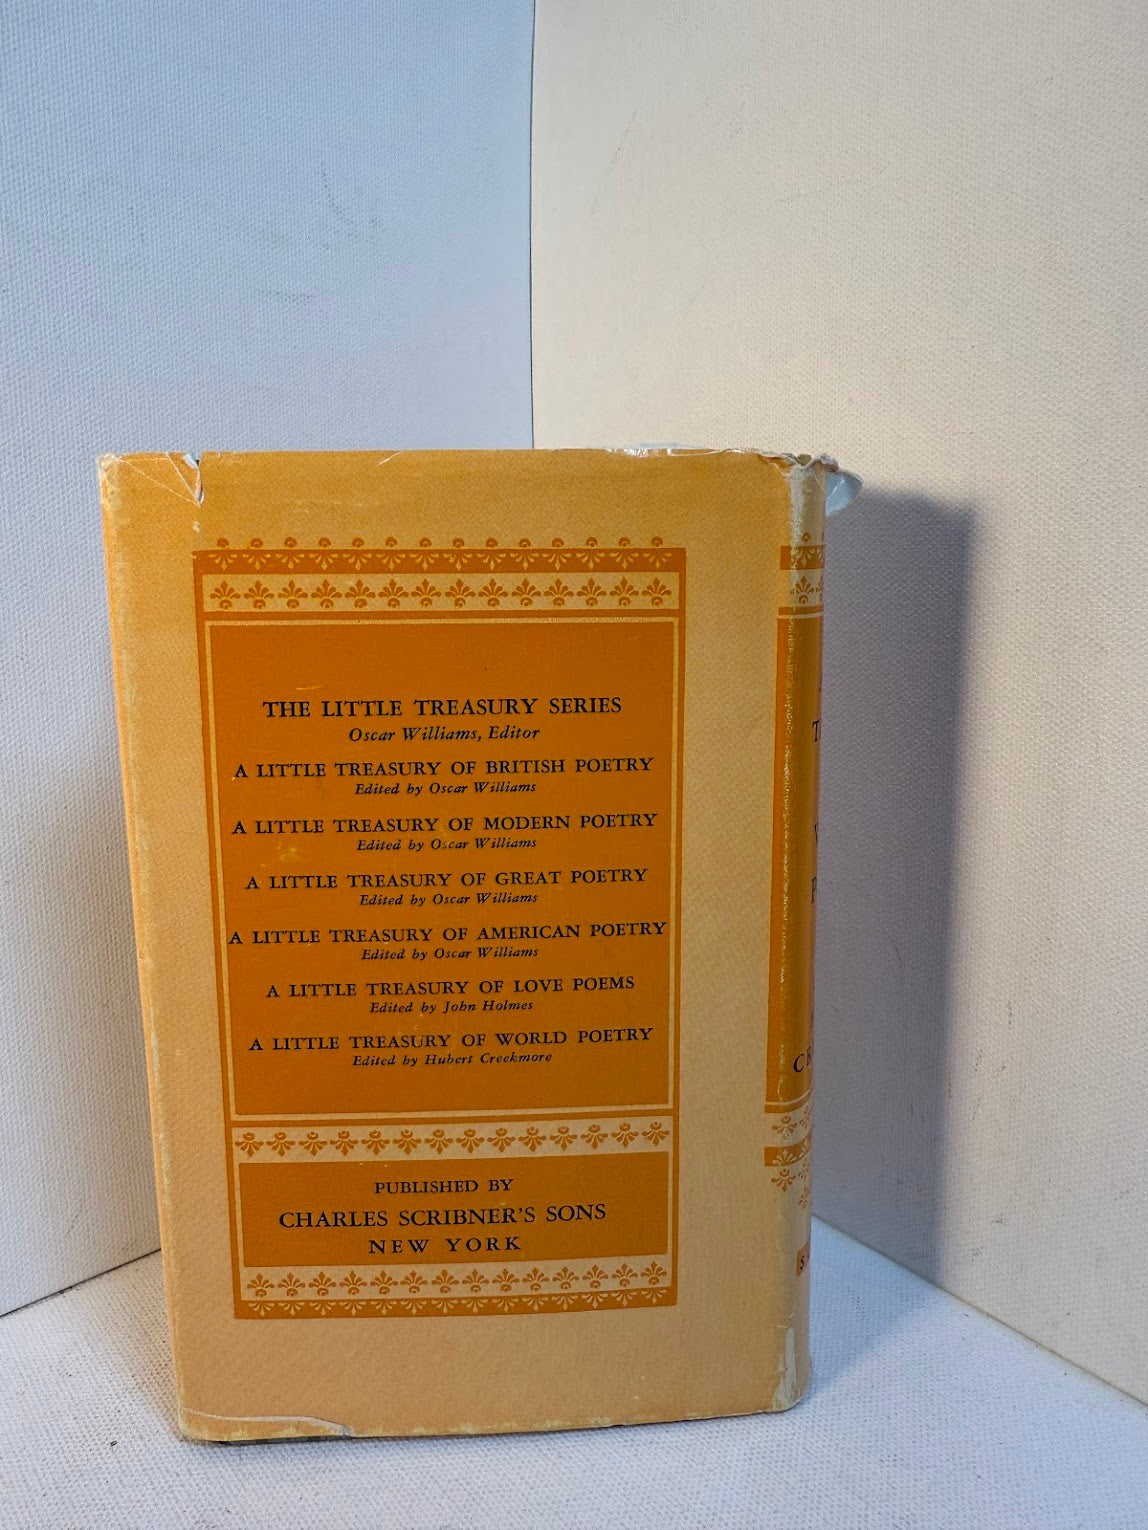 THE LITTLE TREASURY SERIES
Oscar Williams, Editor
A LITTLE TREASURY OF BRITISH POETRY
Edited by Oscar Williams
A LITTLE TREASURY OF MODERN POETRY
Edited by Oscar Williams
A LITTLE TREASURY OF GREAT POETRY
Edited by Oscar Williams
A LITTLE TREASURY OF AMERICAN POETRY
Edited by Oscar Williams
A LITTLE TREASURY OF LOVE POEMS
Edited by John Holmes
A LITTLE TREASURY OF WORLD POETRY
Edited by Hubert Creekmore
PUBLISHED BY
CHARLES SCRIBNER'S SONS
NEW YORK